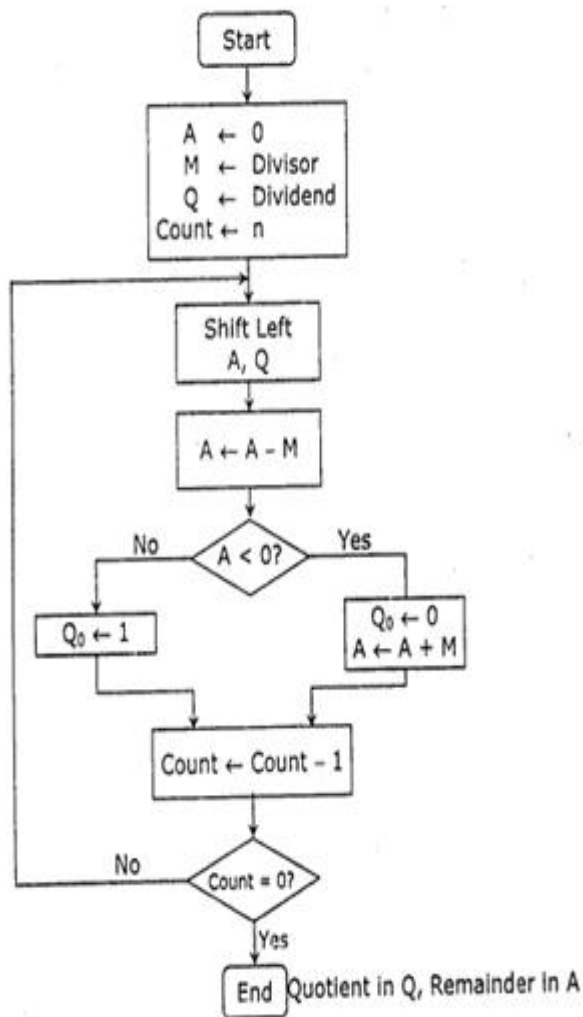 Start
A ← 0
M ← Divisor
Q ← Dividend
Count ← n
Shift Left
A, Q
A ← A – M
A < 0?
No
Yes
Q₀ ← 1
Q₀ ← 0
A ← A + M
Count ← Count – 1
Count = 0?
No
Yes
End
Quotient in Q, Remainder in A